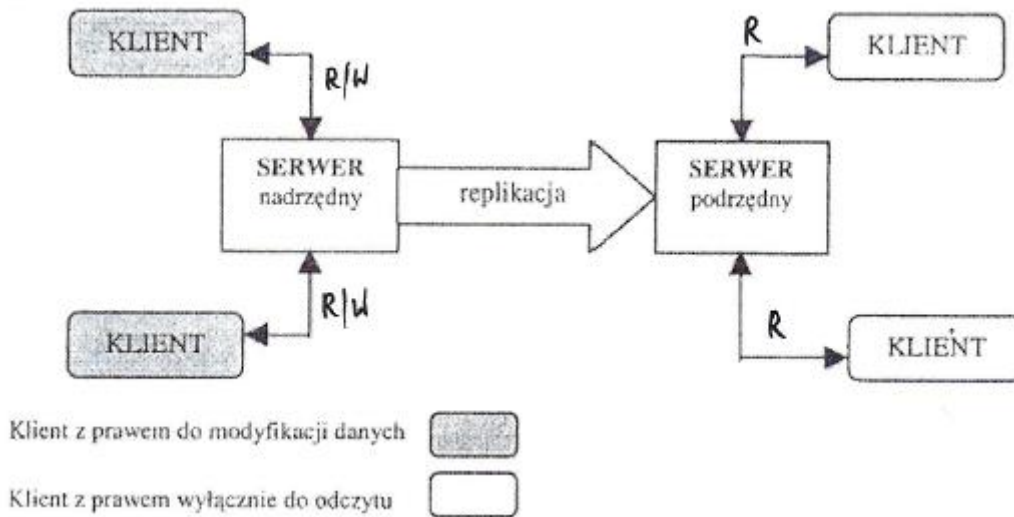 KLIENT
R
KLIENT
R/W
SERWER
nadrzędny
replikacja
SERWER
podrzędny
R/W
R
KLIENT
KLIENT
Klient z prawem do modyfikacji danych
Klient z prawem wyłącznie do odczytu